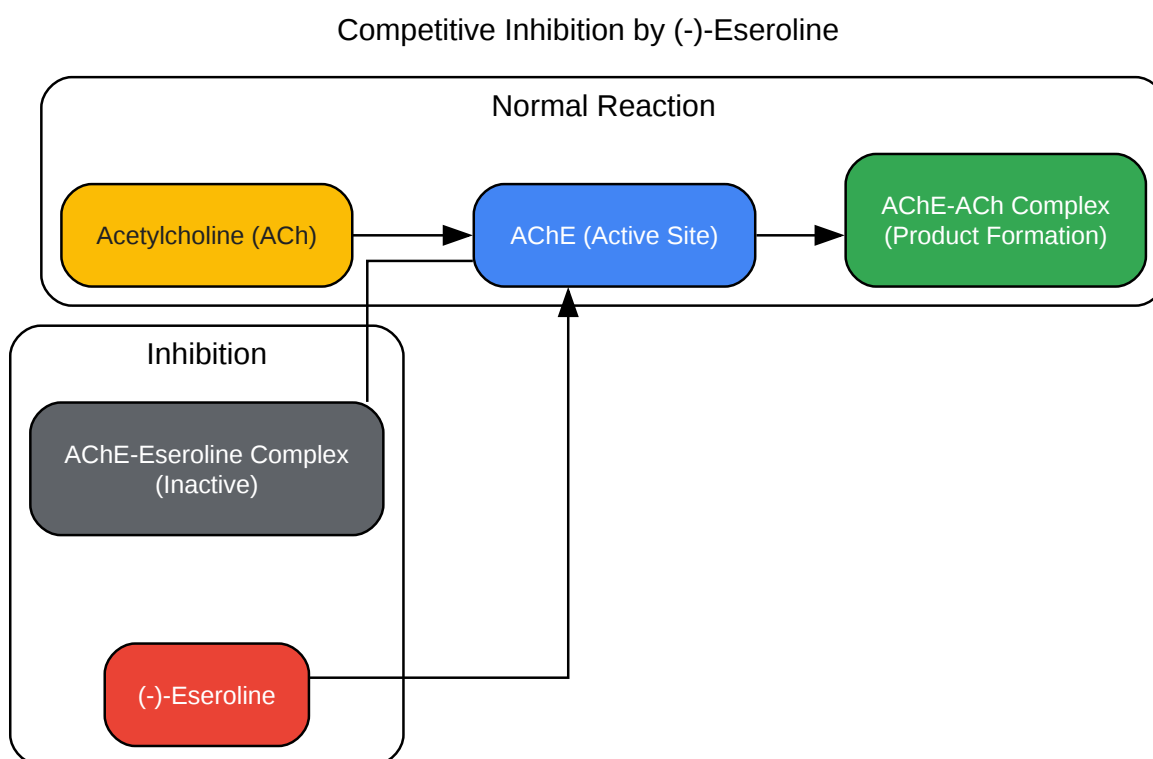 Competitive Inhibition by (-)-Eseroline
Normal Reaction
Acetylcholine (ACh)
AChE (Active Site)
AChE-ACh Complex
(Product Formation)
Inhibition
AChE-Eseroline Complex
(Inactive)
(-)-Eseroline